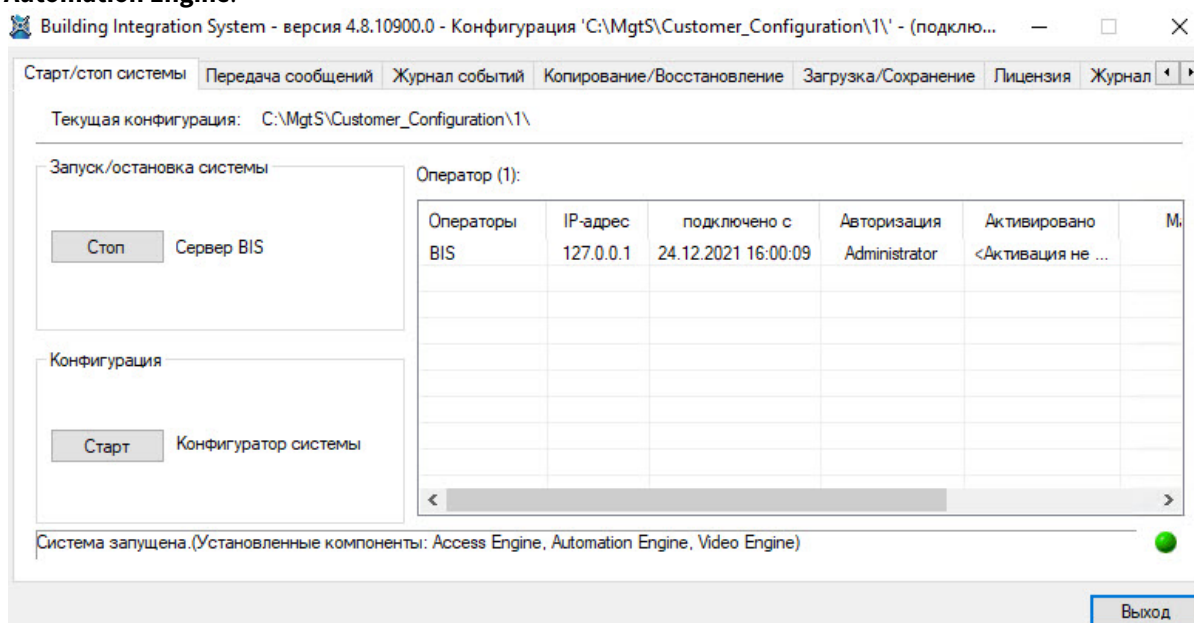 Automation Engine.
Building Integration System - версия 4.8.10900.0 - Конфигурация 'C:\MgtS\Customer_Configuration\1\' - (подклю...
Старт/стоп системы Передача сообщений Журнал событий Копирование/Восстановление Загрузка/Сохранение Лицензия Журнал
Текущая конфигурация: C:\MgtS\Customer_Configuration\1\
Запуск/остановка системы
Стоп Сервер BIS
Конфигурация
Старт Конфигуратор системы
Оператор (1):
Операторы IP-адрес подключено с Авторизация Активировано
BIS 127.0.0.1 24.12.2021 16:00:09 Administrator <Активация не ...
Система запущена.(Установленные компоненты: Access Engine, Automation Engine, Video Engine)
Выход